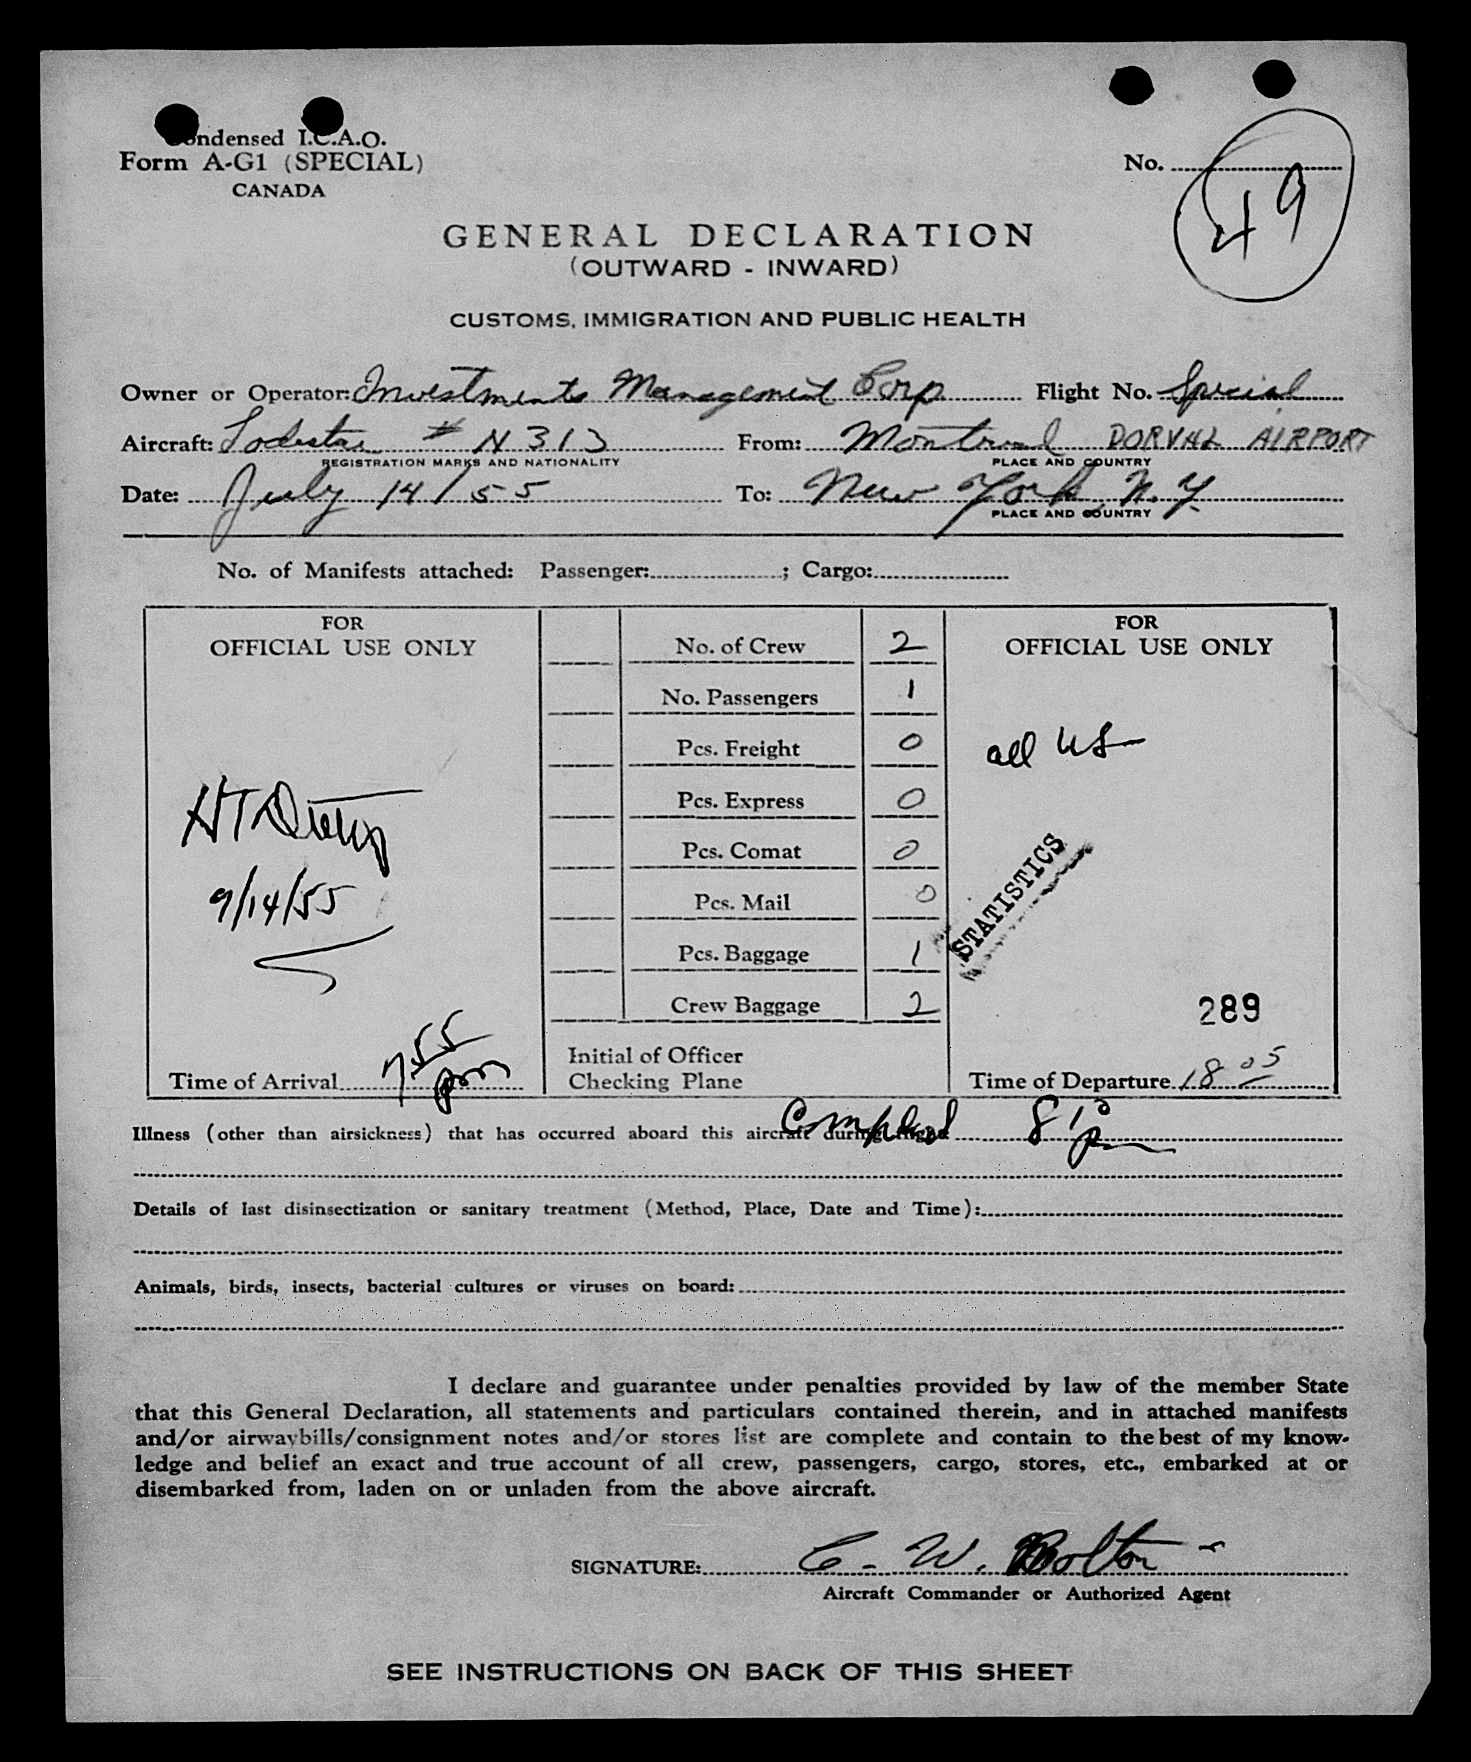 Condensed I.C.A.O.
Form A-G1 (SPECIAL)
CANADA
No.
49
GENERAL DECLARATION
(OUTWARD - INWARD)
CUSTOMS, IMMIGRATION AND PUBLIC HEALTH
Owner or Operator: Investments Management Corp Flight No. Special
Aircraft: Lodestar # N 313 From: Montreal DORVAL AIRPORT
REGISTRATION MARKS AND NATIONALITY PLACE AND COUNTRY
Date: July 14/55 To: New York, N.Y.
PLACE AND COUNTRY
No. of Manifests attached: Passenger: ; Cargo:
FOR
OFFICIAL USE ONLY
9/14/55
Time of Arrival 7 55 pm
No. of Crew 2
No. Passengers 1
Pcs. Freight 0
Pcs. Express 0
Pcs. Comat 0
Pcs. Mail 0
Pcs. Baggage 1
Crew Baggage 2
Initial of Officer
Checking Plane
FOR
OFFICIAL USE ONLY
all US
STATISTICS
289
Time of Departure 18 05
Illness (other than airsickness) that has occurred aboard this aircraft during flight
8 10 p
Details of last disinsectization or sanitary treatment (Method, Place, Date and Time):
Animals, birds, insects, bacterial cultures or viruses on board:
I declare and guarantee under penalties provided by law of the member State
that this General Declaration, all statements and particulars contained therein, and in attached manifests
and/or airwaybills/consignment notes and/or stores list are complete and contain to the best of my know-
ledge and belief an exact and true account of all crew, passengers, cargo, stores, etc., embarked at or
disembarked from, laden on or unladen from the above aircraft.
SIGNATURE: C. W. Bolton
Aircraft Commander or Authorized Agent
SEE INSTRUCTIONS ON BACK OF THIS SHEET